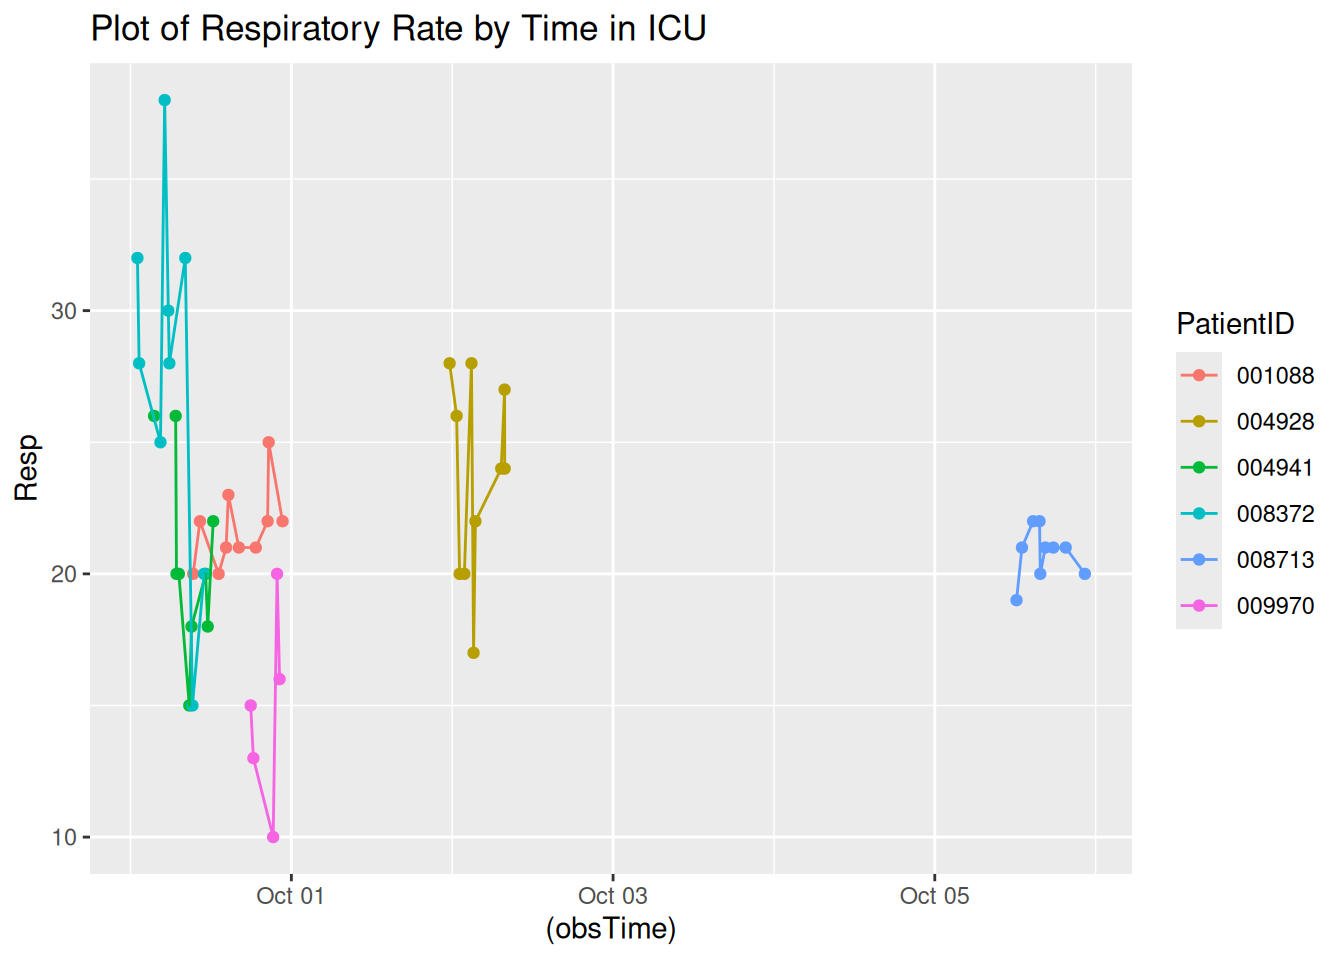 Plot of Respiratory Rate by Time in ICU
Resp
30
20
10
Oct 01
Oct 03
Oct 05
(obsTime)
PatientID
001088
004928
004941
008372
008713
009970